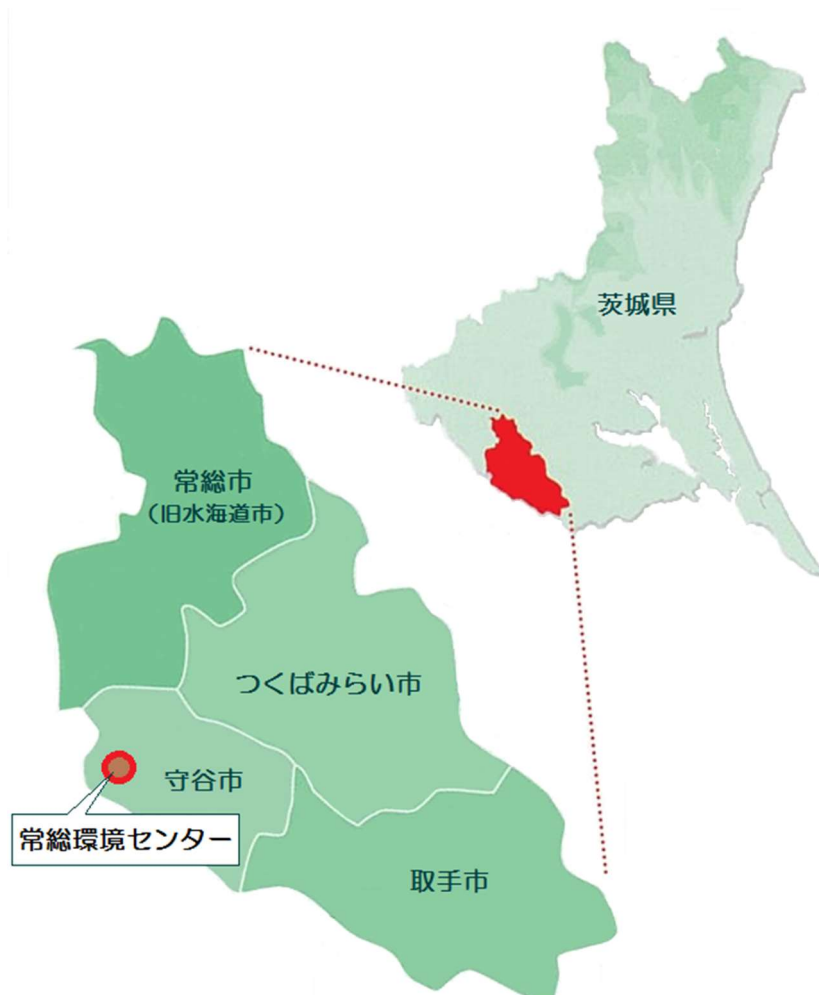 茨城県
常総市
（旧水海道市）
つくばみらい市
守谷市
常総環境センター
取手市